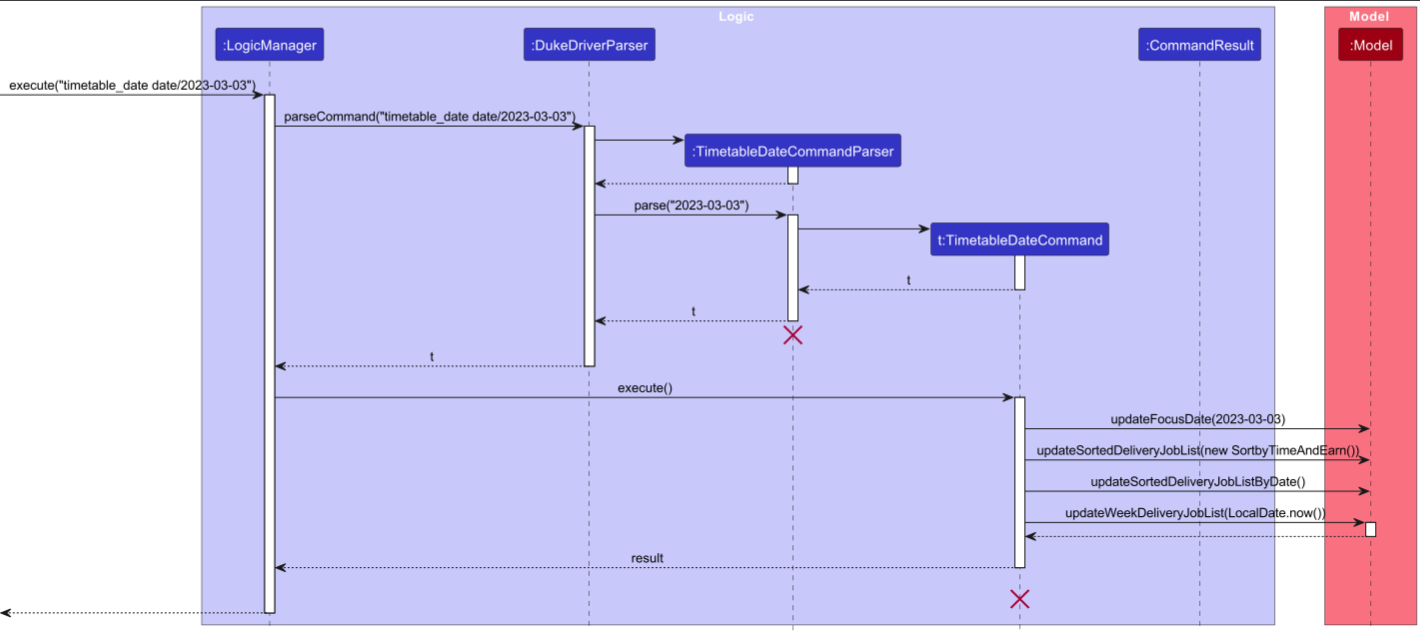 Logic
Model
:LogicManager
:DukeDriverParser
:CommandResult
:Model
execute("timetable_date date/2023-03-03")
parseCommand("timetable_date date/2023-03-03")
:TimetableDateCommandParser
parse("2023-03-03")
t:TimetableDateCommand
t
t
t
execute()
updateFocusDate(2023-03-03)
updateSortedDeliveryJobList(new SortbyTimeAndEarn())
updateSortedDeliveryJobListByDate()
updateWeekDeliveryJobList(LocalDate.now())
result